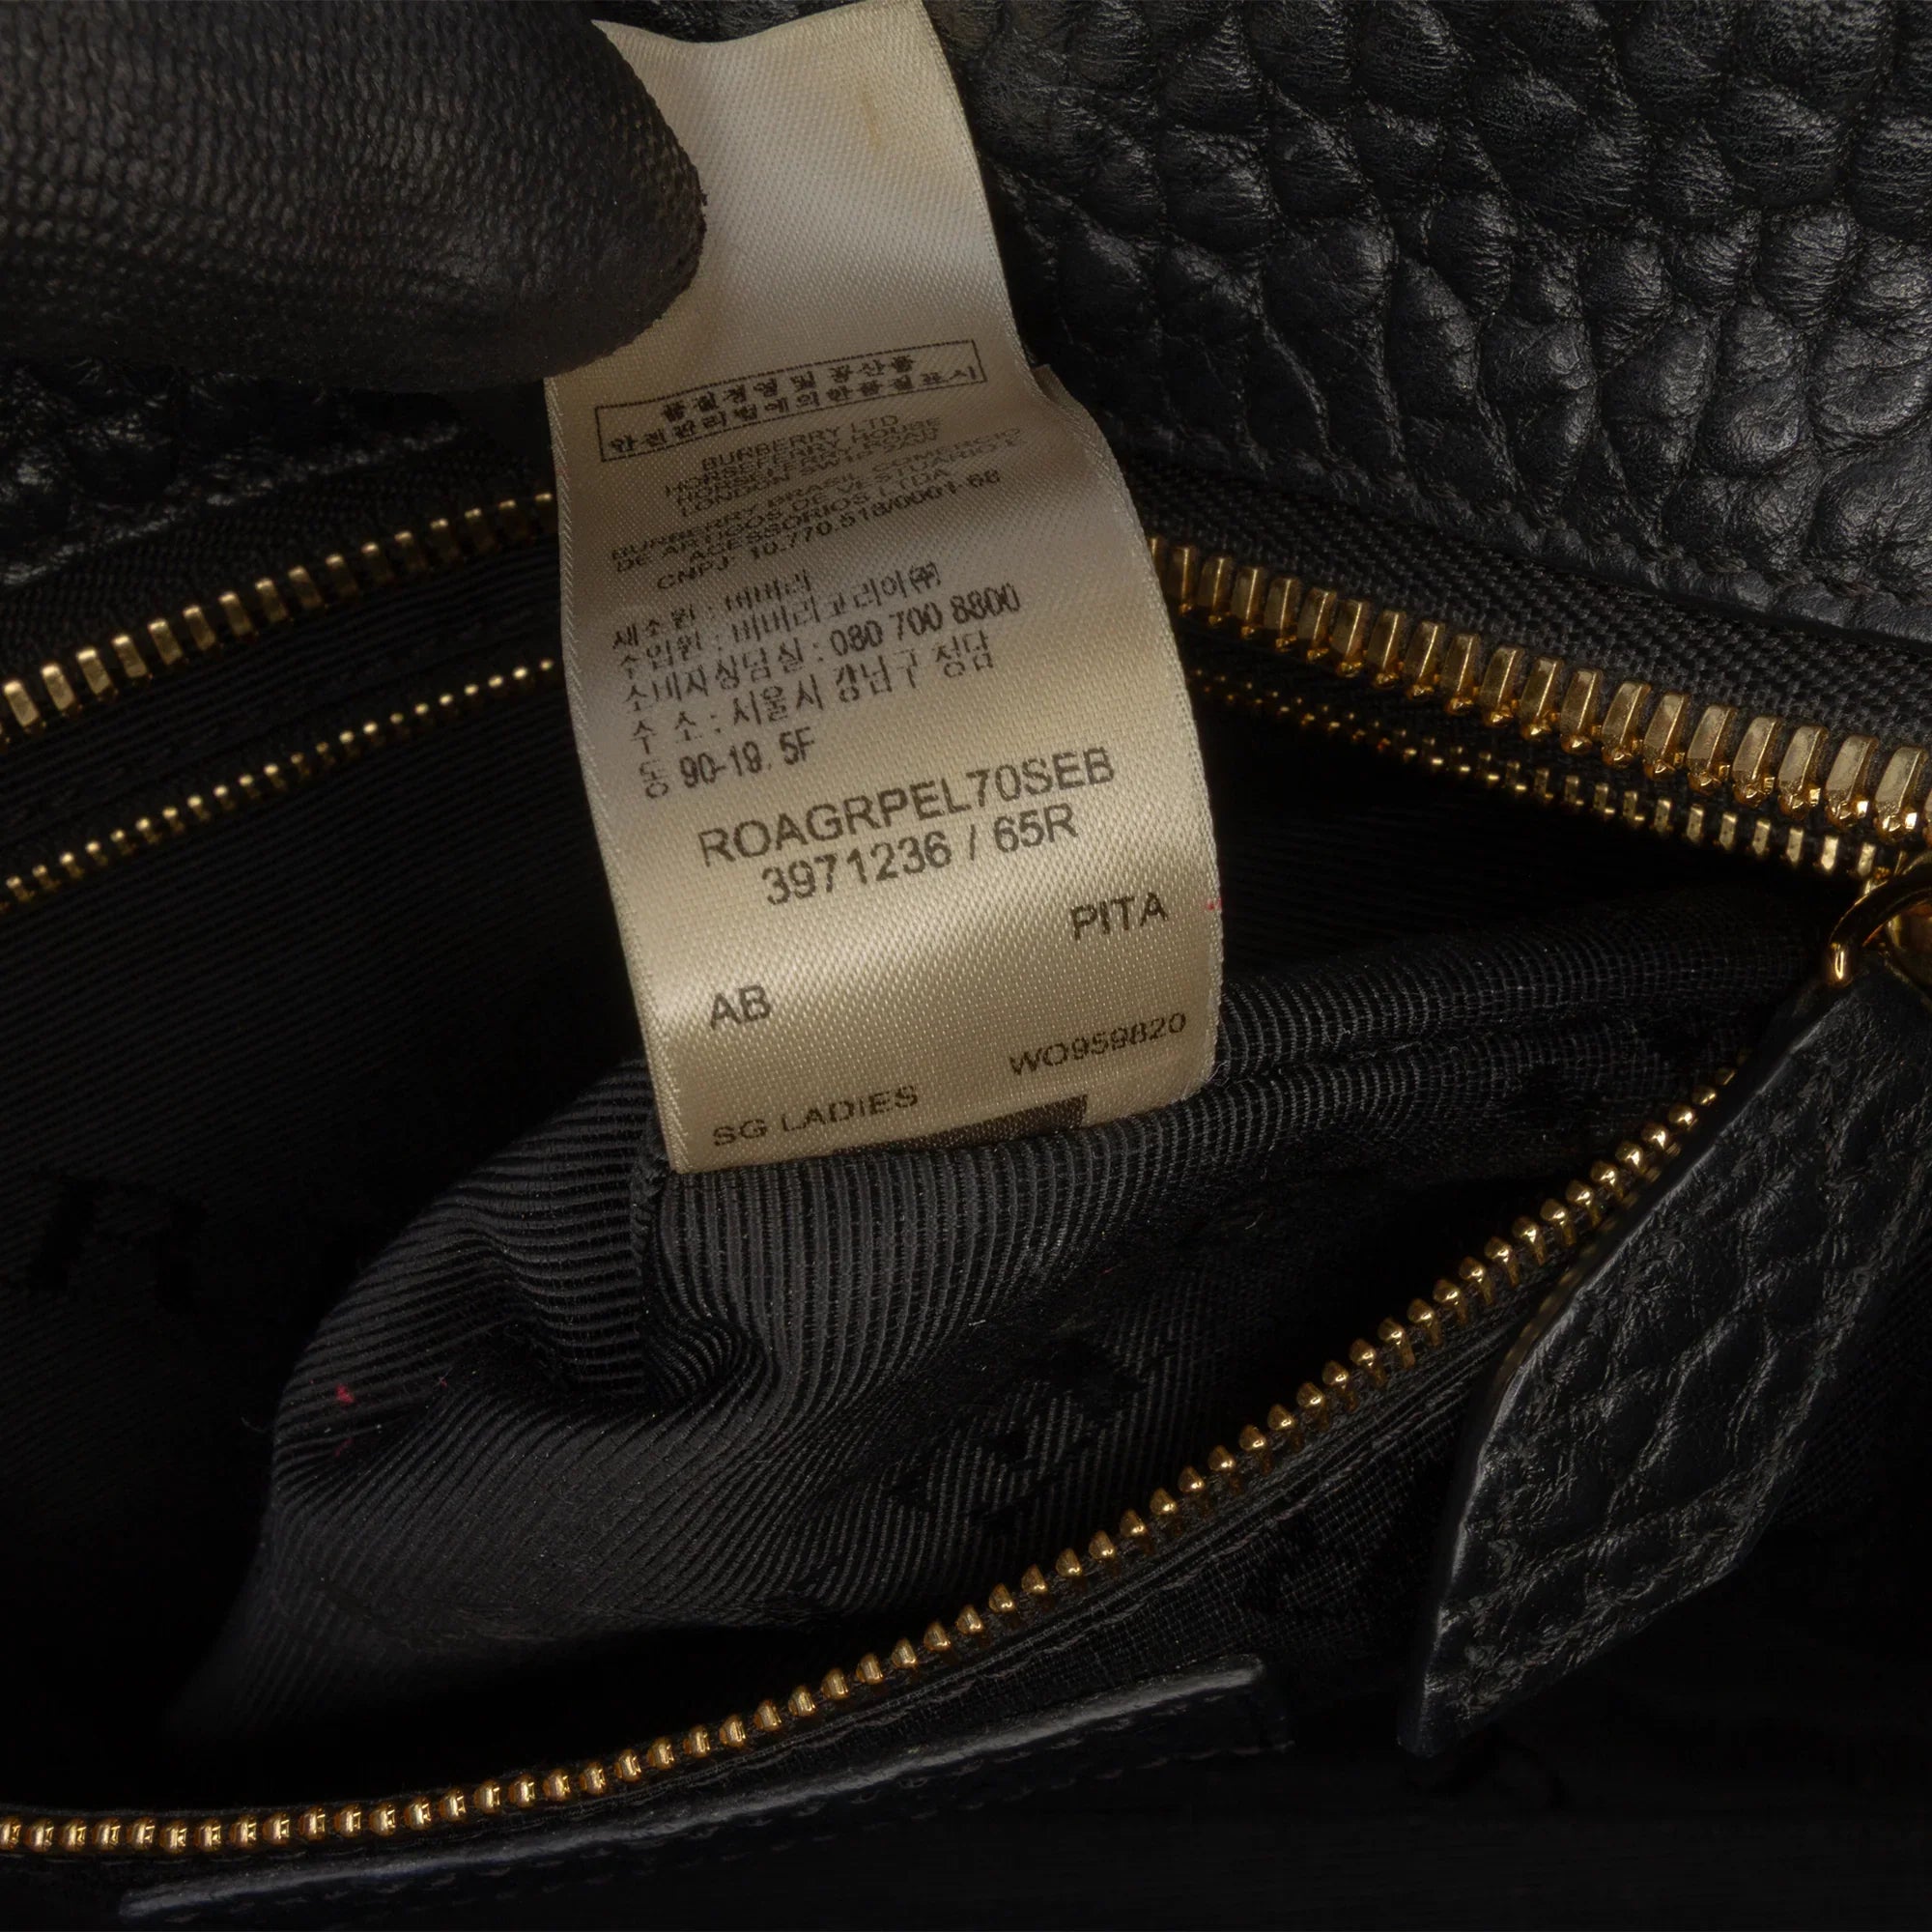 품질경영 및 공산품
안전관리법에의한품질표시
BURBERRY LTD
HORSEFERRY HOUSE
HORSEFERRY ROAD
LONDON SW1P 2AW
BURBERRY BRASIL COMERCIO
ARTIGOS DE VESTUARIO E
DE ACESSORIOS LTDA
CNPJ 10.770.518/0001-68
제조원 : 버버리
수입원 : 버버리코리아㈜
소비자상담실 : 080 700 8800
주 소 : 서울시 강남구 청담
동 90-19. 5F
ROAGRPEL70SEB
3971236 / 65R
PITA
AB
WO959820
SG LADIES